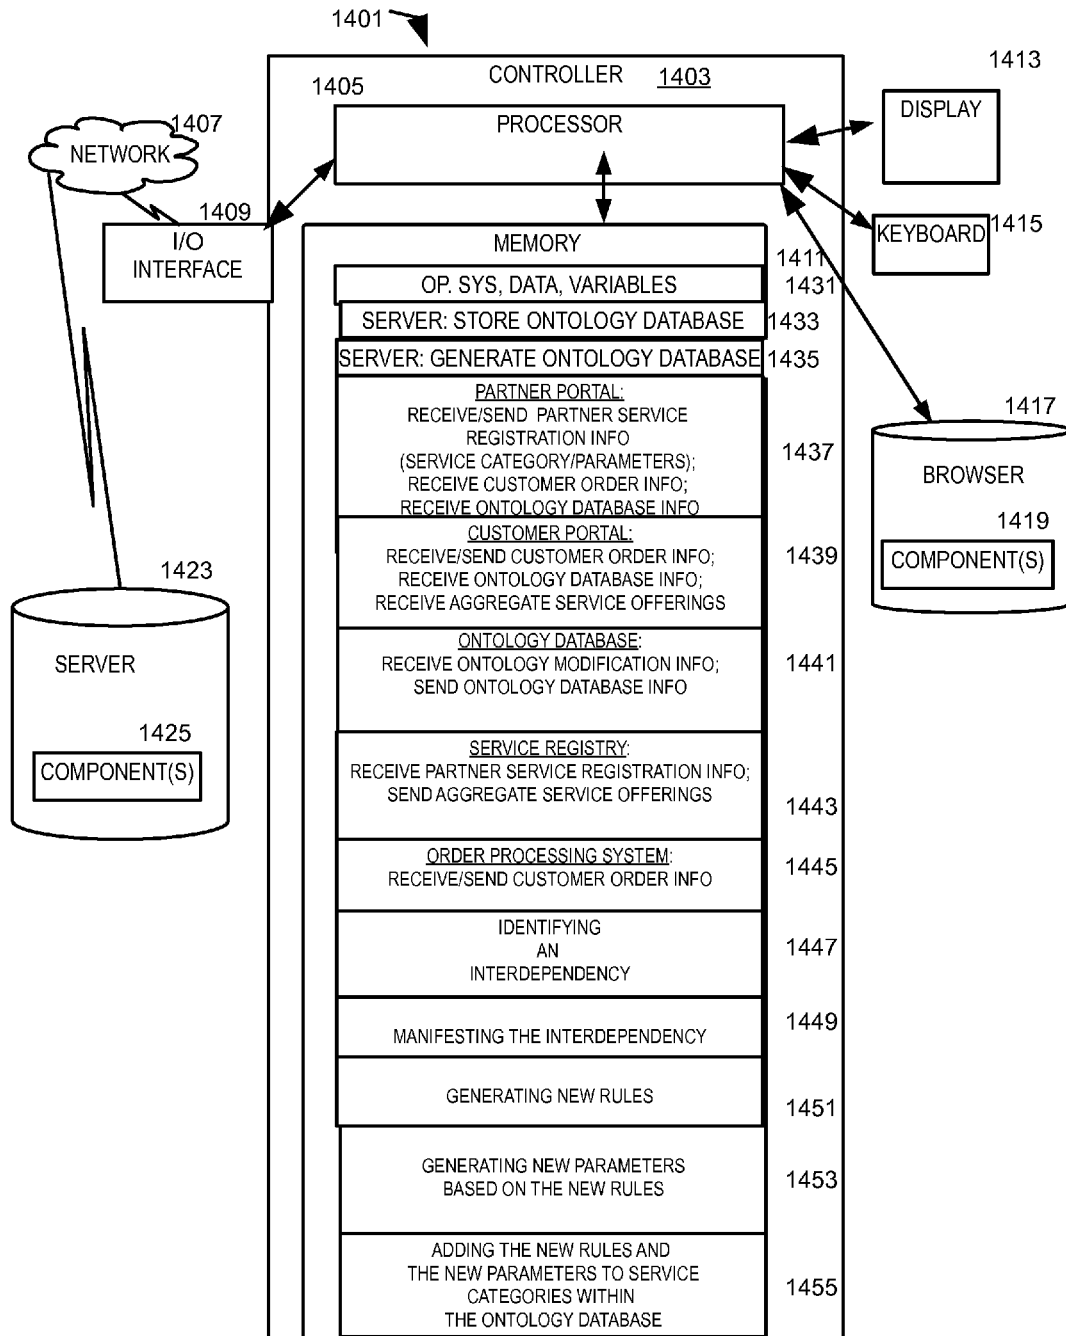 1401
CONTROLLER 1403
1405
PROCESSOR
1413
DISPLAY
1407
NETWORK
1409
I/O
INTERFACE
1415
KEYBOARD
MEMORY
1411
OP. SYS, DATA, VARIABLES
1431
SERVER: STORE ONTOLOGY DATABASE
1433
SERVER: GENERATE ONTOLOGY DATABASE
1435
PARTNER PORTAL:
RECEIVE/SEND PARTNER SERVICE
REGISTRATION INFO
(SERVICE CATEGORY/PARAMETERS);
RECEIVE CUSTOMER ORDER INFO;
RECEIVE ONTOLOGY DATABASE INFO
1437
1417
BROWSER
1419
COMPONENT(S)
CUSTOMER PORTAL:
RECEIVE/SEND CUSTOMER ORDER INFO;
RECEIVE ONTOLOGY DATABASE INFO;
RECEIVE AGGREGATE SERVICE OFFERINGS
1439
1423
SERVER
1425
COMPONENT(S)
ONTOLOGY DATABASE:
RECEIVE ONTOLOGY MODIFICATION INFO;
SEND ONTOLOGY DATABASE INFO
1441
SERVICE REGISTRY:
RECEIVE PARTNER SERVICE REGISTRATION INFO;
SEND AGGREGATE SERVICE OFFERINGS
1443
ORDER PROCESSING SYSTEM:
RECEIVE/SEND CUSTOMER ORDER INFO
1445
IDENTIFYING
AN
INTERDEPENDENCY
1447
MANIFESTING THE INTERDEPENDENCY
1449
GENERATING NEW RULES
1451
GENERATING NEW PARAMETERS
BASED ON THE NEW RULES
1453
ADDING THE NEW RULES AND
THE NEW PARAMETERS TO SERVICE
CATEGORIES WITHIN
THE ONTOLOGY DATABASE
1455